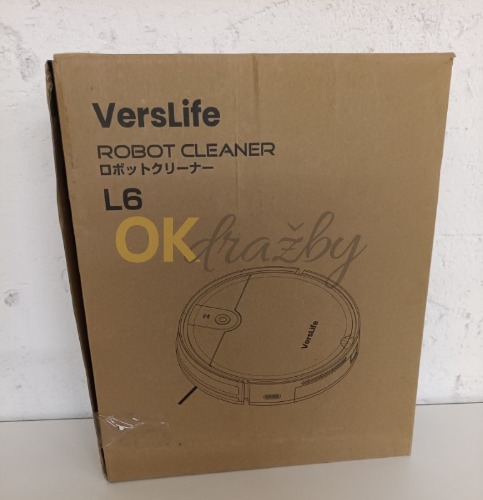 VersLife
ROBOT CLEANER
ロボットクリーナー
L6
OKdražby
VersLife